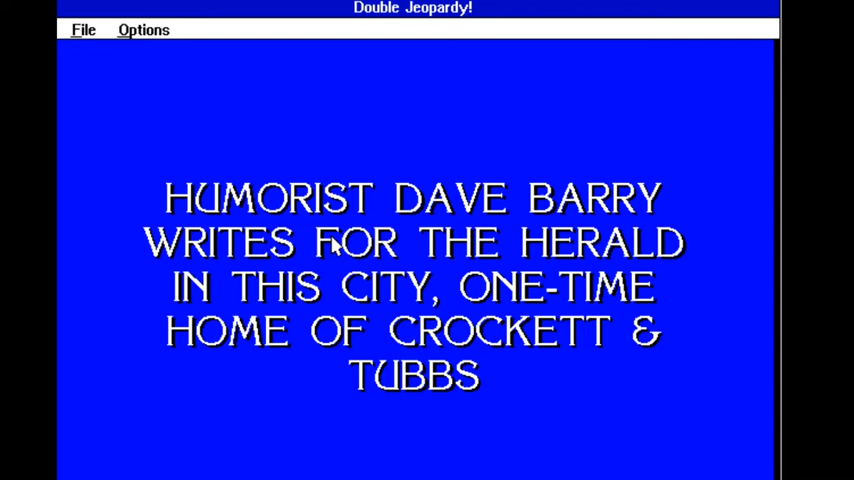 Double Jeopardy!
File Options
HUMORIST DAVE BARRY
WRITES FOR THE HERALD
IN THIS CITY, ONE-TIME
HOME OF CROCKETT &
TUBBS